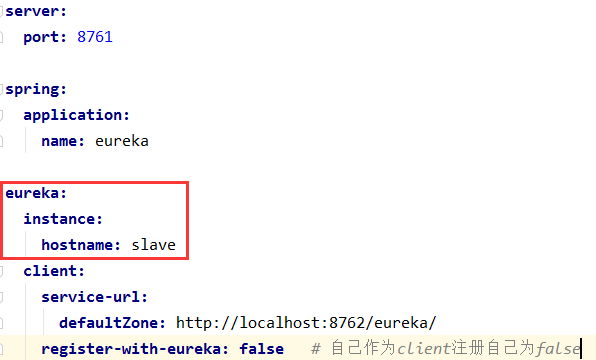 server:
  port: 8761
spring:
  application:
    name: eureka
eureka:
  instance:
    hostname: slave
  client:
    service-url:
      defaultZone: http://localhost:8762/eureka/
    register-with-eureka: false   # 自己作为client注册自己为false